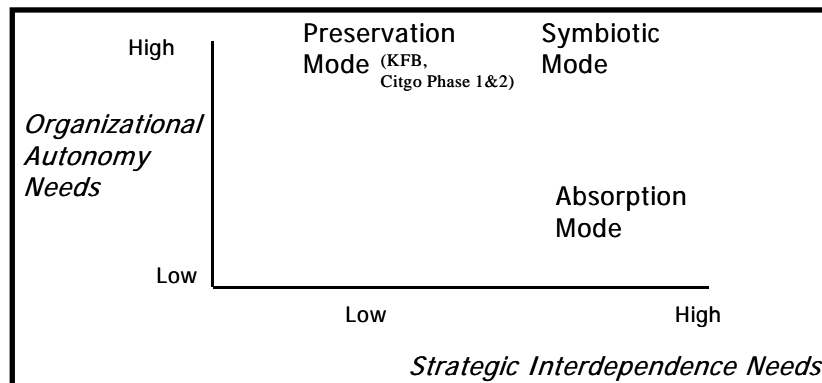 High
Preservation
Mode (KFB,
Citgo Phase 1&2)
Symbiotic
Mode
Organizational
Autonomy
Needs
Absorption
Mode
Low
Low
High
Strategic Interdependence Needs